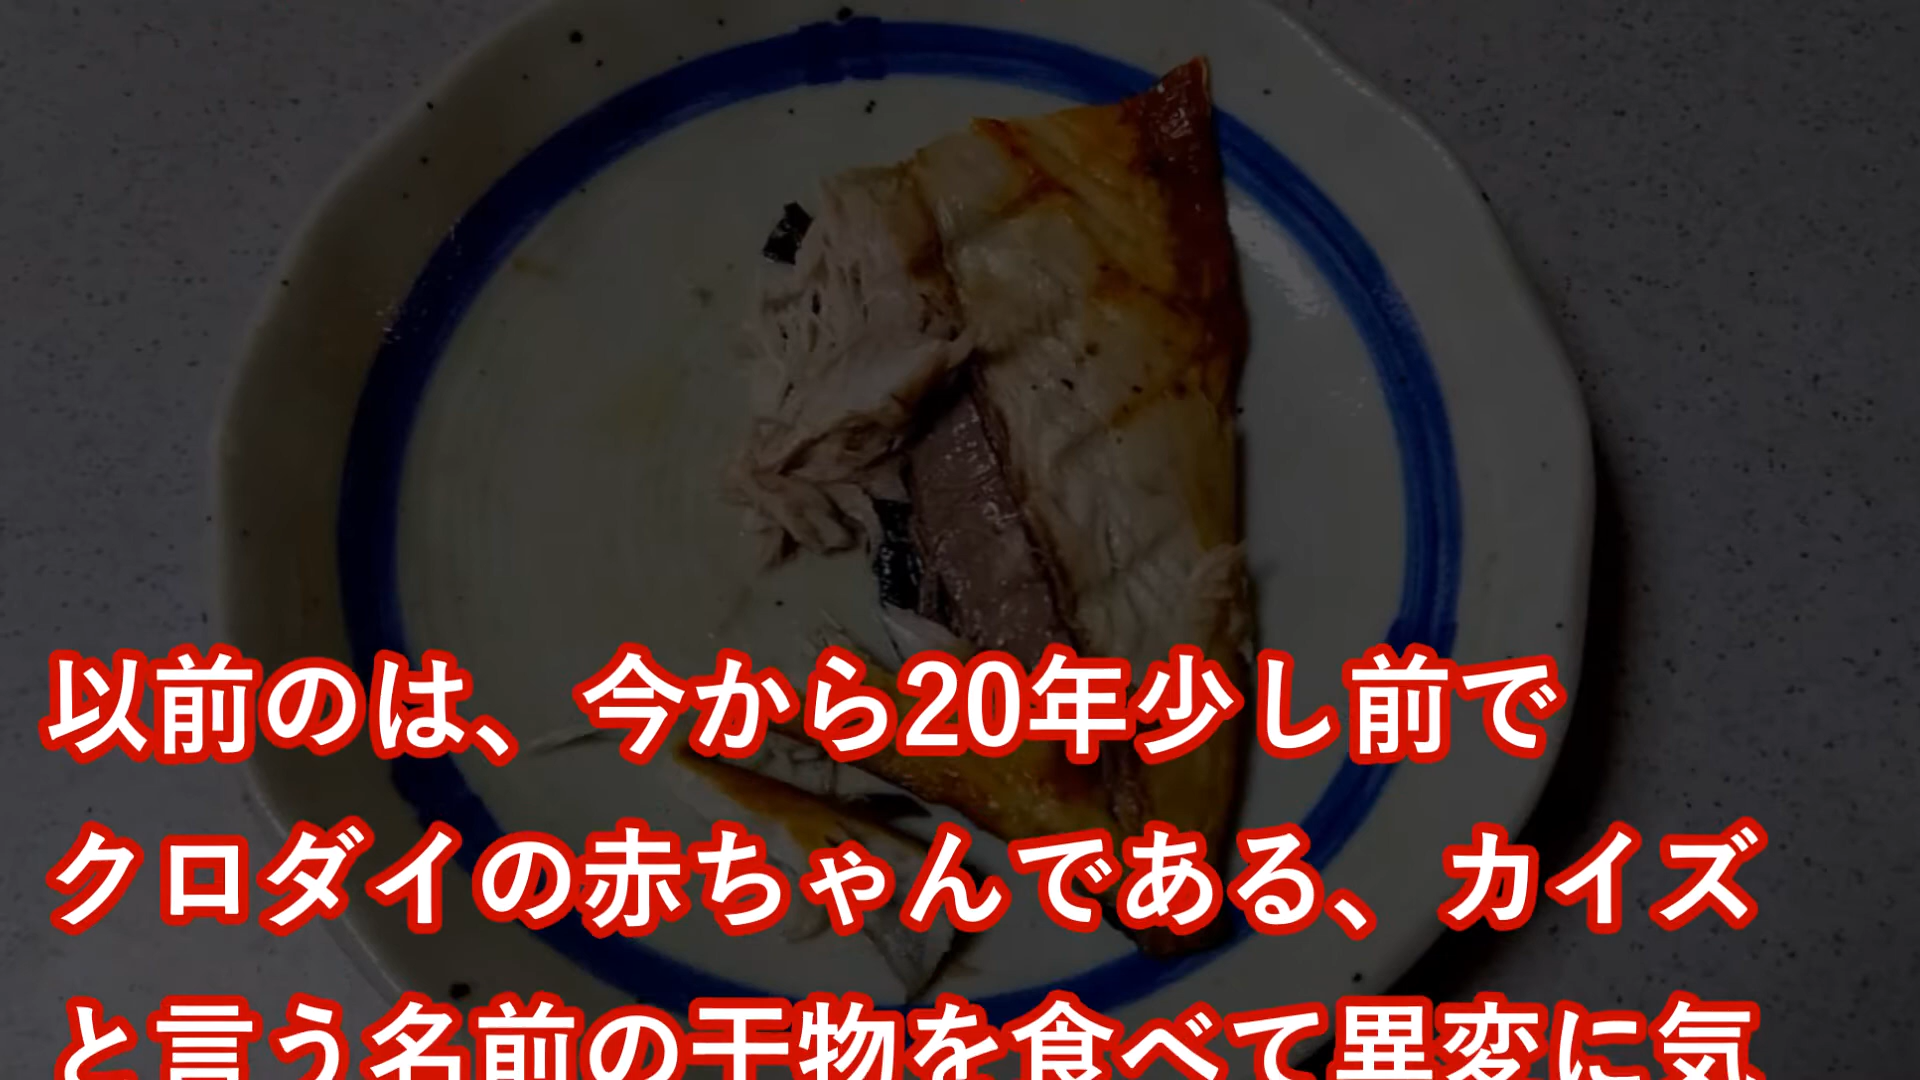 以前のは、今から20年少し前で
クロダイの赤ちゃんである、カイズ
と言う名前の干物を食べて異変に気